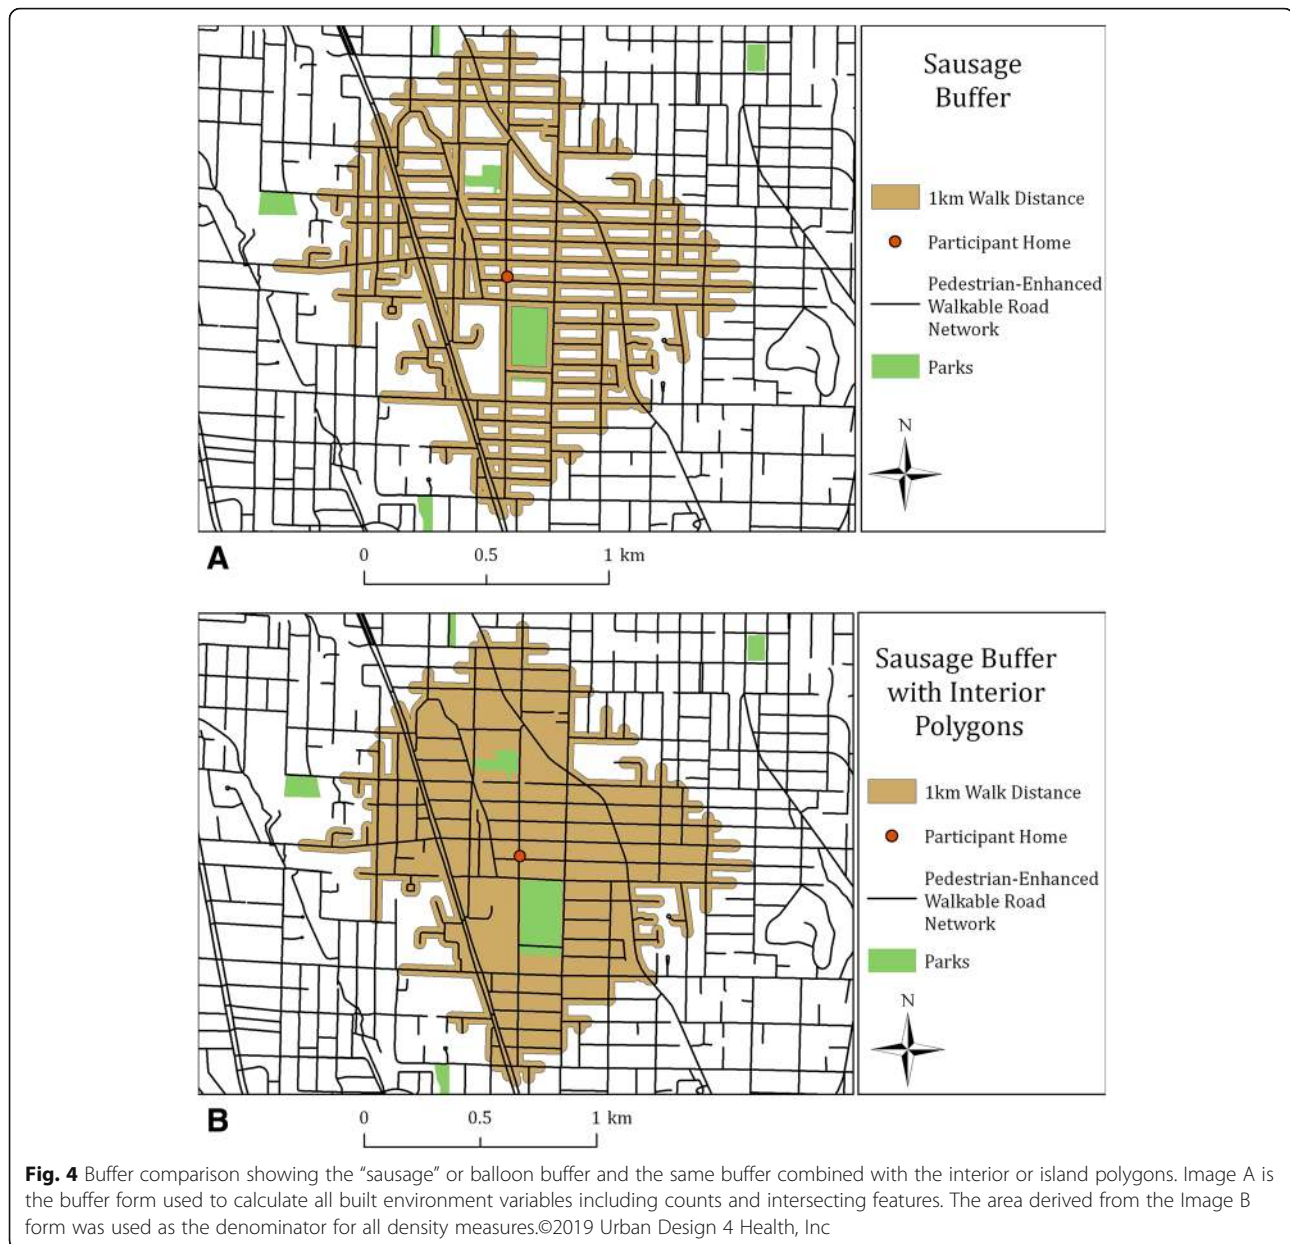 Sausage
Buffer
1km Walk Distance
Participant Home
Pedestrian-Enhanced
Walkable Road
Network
Parks
N
A
0 0.5 1 km
Sausage Buffer
with Interior
Polygons
1km Walk Distance
Participant Home
Pedestrian-Enhanced
Walkable Road
Network
Parks
N
B
0 0.5 1 km
Fig. 4 Buffer comparison showing the “sausage” or balloon buffer and the same buffer combined with the interior or island polygons. Image A is
the buffer form used to calculate all built environment variables including counts and intersecting features. The area derived from the Image B
form was used as the denominator for all density measures.©2019 Urban Design 4 Health, Inc